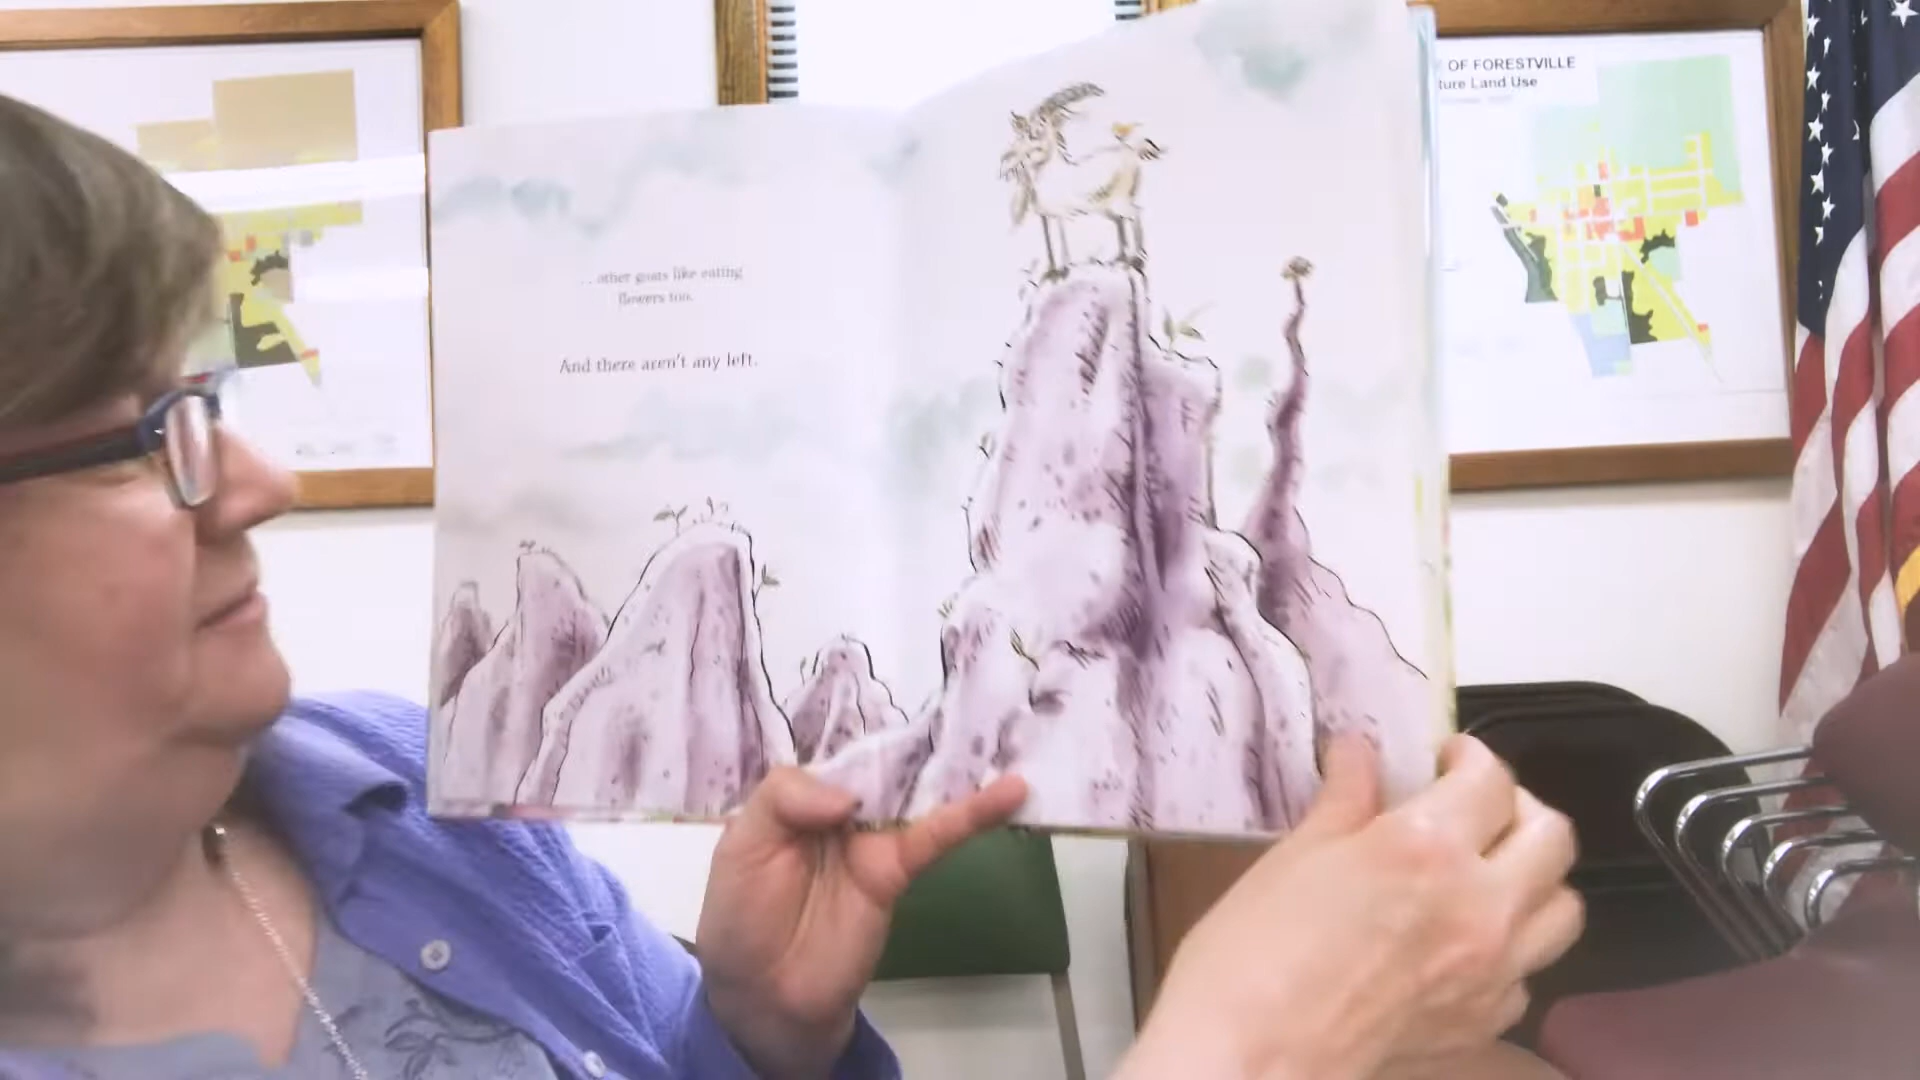 . . . other goats like eating
flowers too.
And there aren't any left.
OF FORESTVILLE
ture Land Use